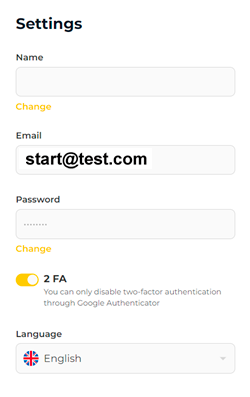 Settings
Name
Change
Email
start@test.com
Password
········
Change
2 FA
You can only disable two-factor authentication
through Google Authenticator
Language
English